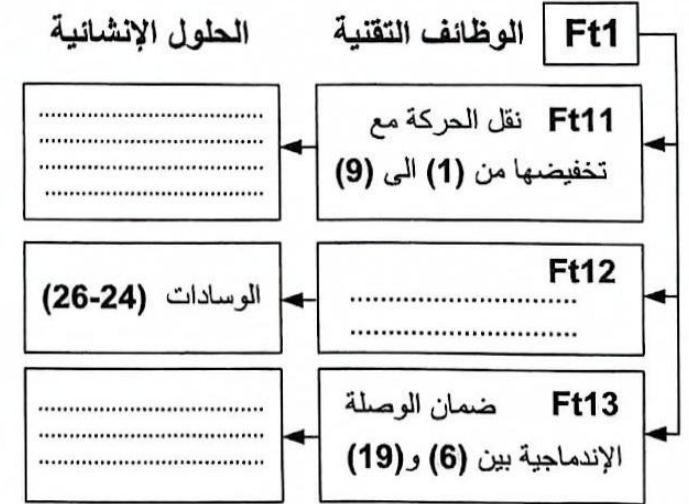 Ft1 الوظائف التقنية الحلول الإنشائية
Ft11 نقل الحركة مع
تخفيضها من (1) الى (9)
................................
................................
................................
................................
Ft12
................................
................................
الوسادات (24-26)
Ft13 ضمان الوصلة
الإندماجية بين (6) و(19)
................................
................................
................................